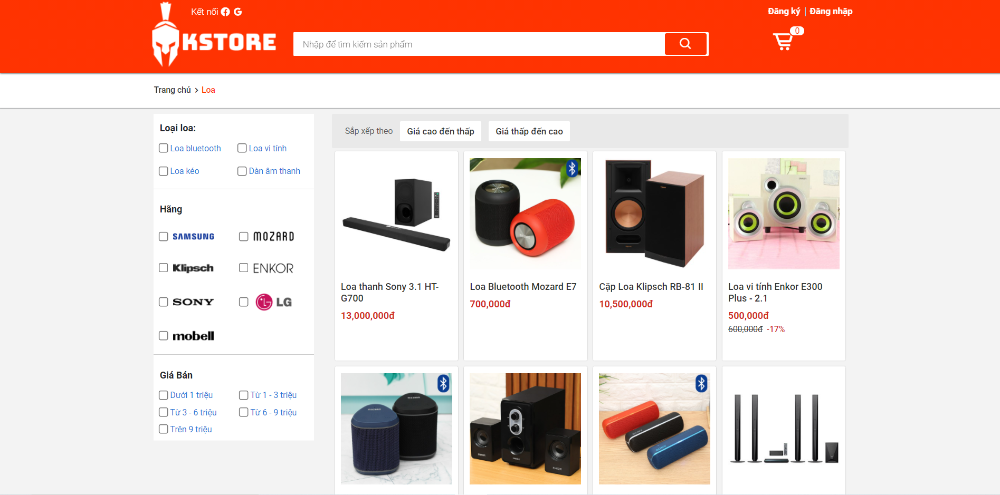 Kết nối
Đăng ký | Đăng nhập
KSTORE
Nhập để tìm kiếm sản phẩm
0
Trang chủ > Loa
Loại loa:
Loa bluetooth
Loa vi tính
Loa kéo
Dàn âm thanh
Hãng
SAMSUNG
MOZARD
Klipsch
ENKOR
SONY
LG
mobell
Giá Bán
Dưới 1 triệu
Từ 1 - 3 triệu
Từ 3 - 6 triệu
Từ 6 - 9 triệu
Trên 9 triệu
Sắp xếp theo
Giá cao đến thấp
Giá thấp đến cao
Loa thanh Sony 3.1 HT-
G700
13,000,000đ
Loa Bluetooth Mozard E7
700,000đ
Cặp Loa Klipsch RB-81 II
10,500,000đ
Loa vi tính Enkor E300
Plus - 2.1
500,000đ
600,000đ -17%
MOZARD
ENKOR
ENKOR
SONY